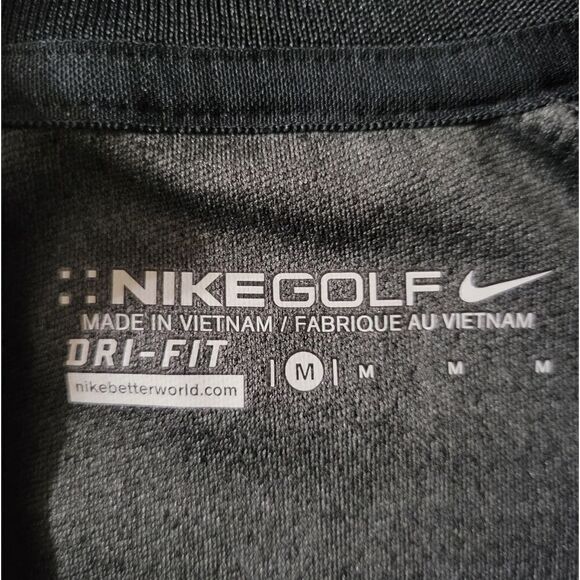 NIKEGOLF
MADE IN VIETNAM / FABRIQUE AU VIETNAM
DRI-FIT
nikebetterworld.com
| M | M M M